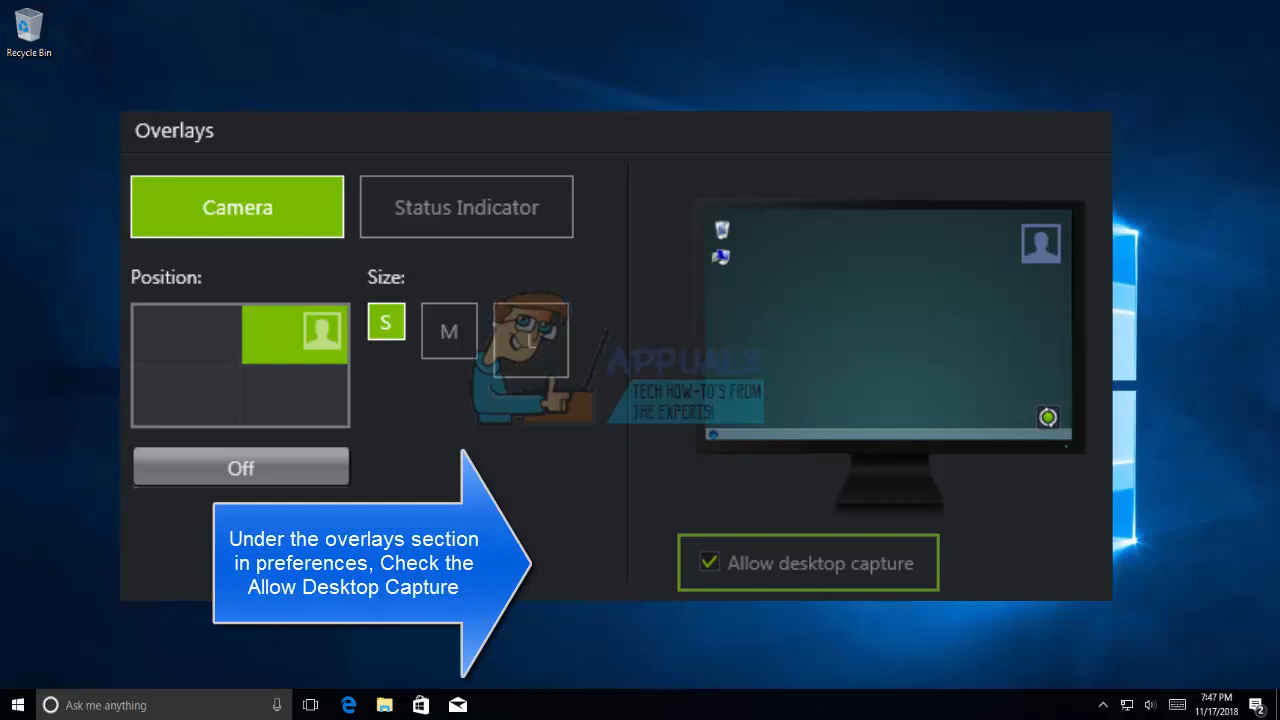 Recycle Bin
Overlays
Camera
Status Indicator
Position:
Size:
S
M
L
APPUALS
TECH HOW-TO'S FROM
THE EXPERTS!
Off
Under the overlays section
in preferences, Check the
Allow Desktop Capture
Allow desktop capture
Ask me anything
7:47 PM
11/17/2018
2